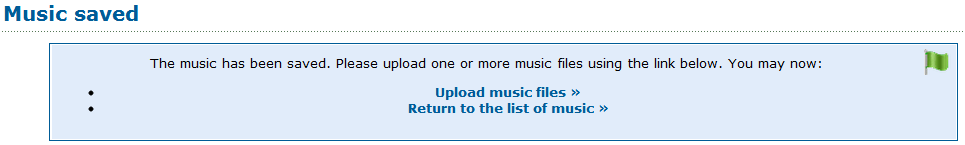 Music saved
The music has been saved. Please upload one or more music files using the link below. You may now:
Upload music files »
Return to the list of music »